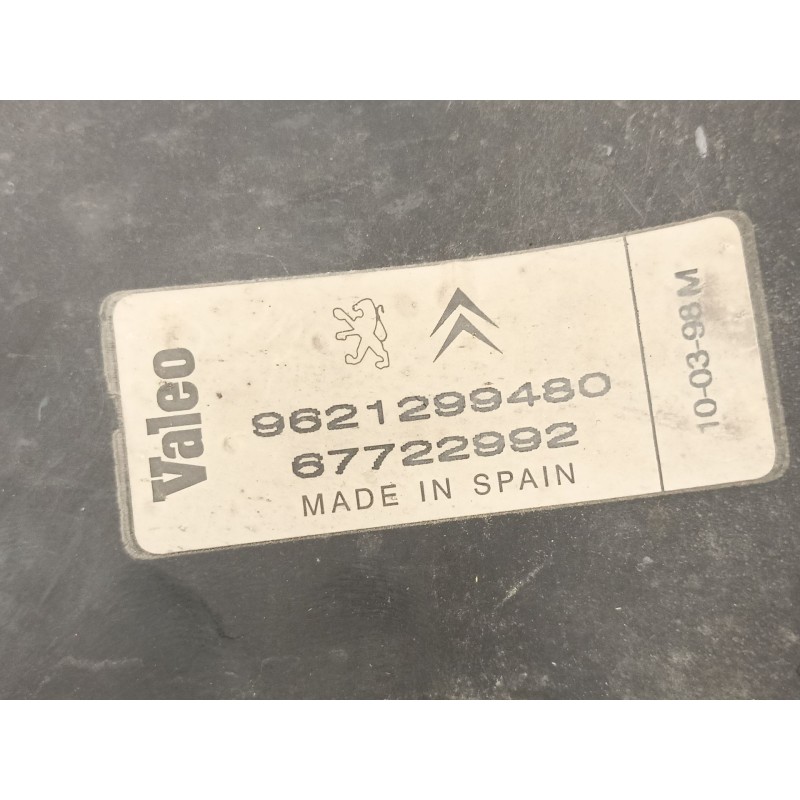 Valeo
9621299480
67722992
MADE IN SPAIN
10-03-98 M